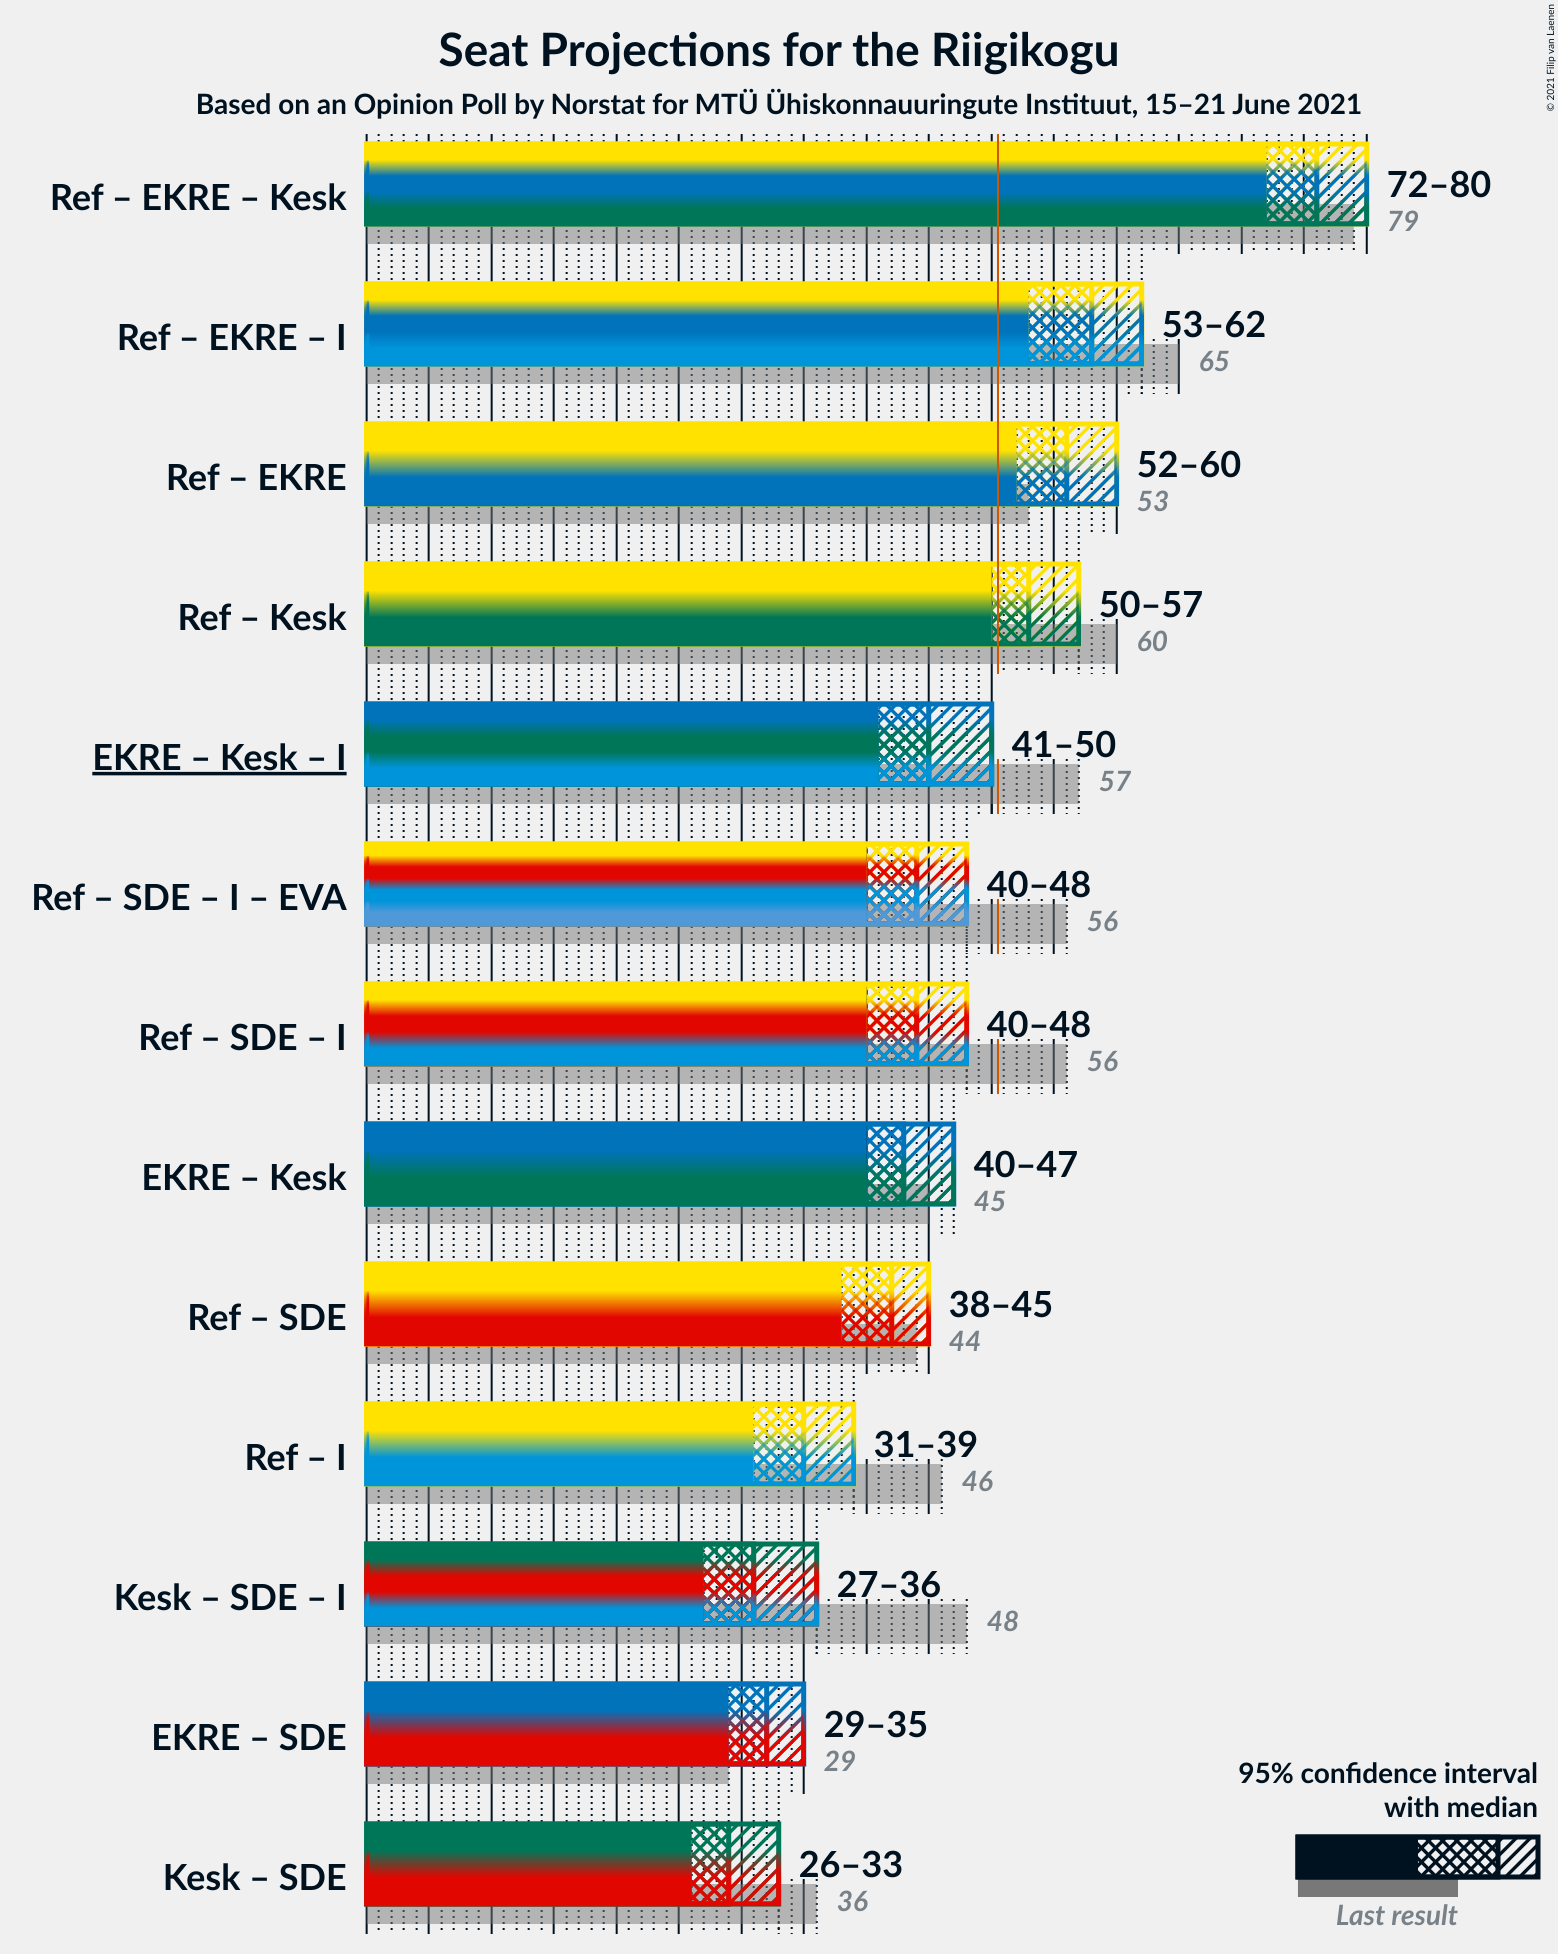 Seat Projections for the Riigikogu
Based on an Opinion Poll by Norstat for MTÜ Ühiskonnauuringute Instituut, 15–21 June 2021
© 2021 Filip van Laenen
Ref – EKRE – Kesk
72–80
79
Ref – EKRE – I
53–62
65
Ref – EKRE
52–60
53
Ref – Kesk
50–57
60
EKRE – Kesk – I
41–50
57
Ref – SDE – I – EVA
40–48
56
Ref – SDE – I
40–48
56
EKRE – Kesk
40–47
45
Ref – SDE
38–45
44
Ref – I
31–39
46
Kesk – SDE – I
27–36
48
EKRE – SDE
29–35
29
Kesk – SDE
26–33
36
95% confidence interval
with median
Last result